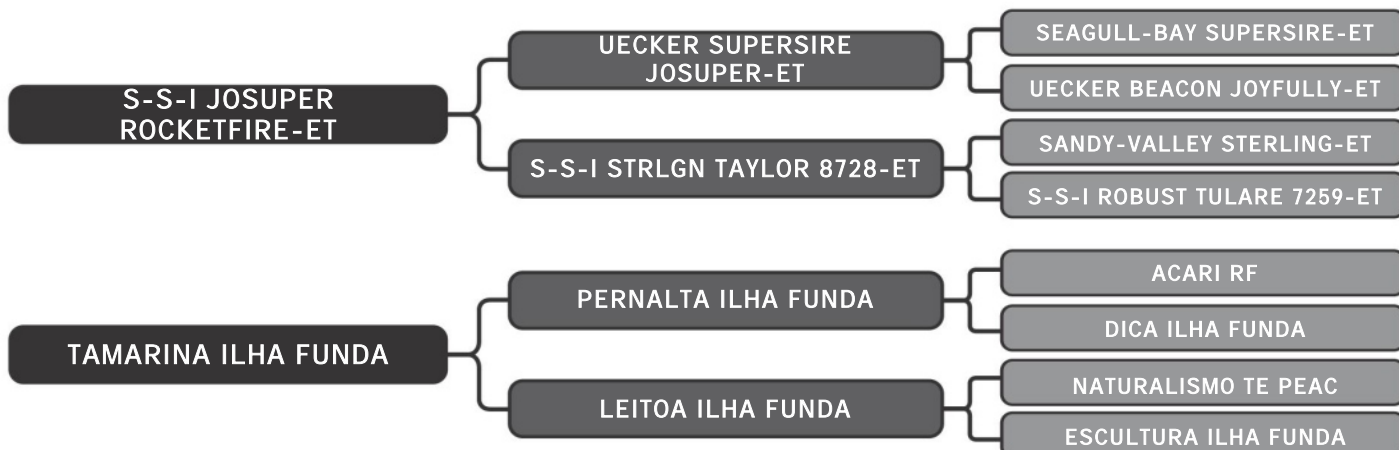 S-S-I JOSUPER
ROCKETFIRE-ET
UECKER SUPERSIRE
JOSUPER-ET
SEAGULL-BAY SUPERSIRE-ET
UECKER BEACON JOYFULLY-ET
S-S-I STRLGN TAYLOR 8728-ET
SANDY-VALLEY STERLING-ET
S-S-I ROBUST TULARE 7259-ET
TAMARINA ILHA FUNDA
PERNALTA ILHA FUNDA
ACARI RF
DICA ILHA FUNDA
LEITOA ILHA FUNDA
NATURALISMO TE PEAC
ESCULTURA ILHA FUNDA